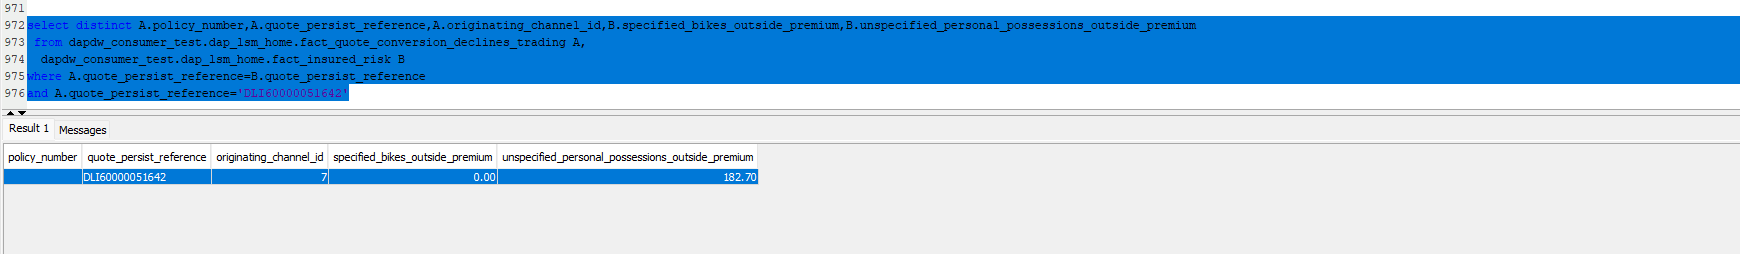 971
972 select distinct A.policy_number,A.quote_persist_reference,A.originating_channel_id,B.specified_bikes_outside_premium,B.unspecified_personal_possessions_outside_premium
973 from dapdw_consumer_test.dap_lsm_home.fact_quote_conversion_declines_trading A,
974 dapdw_consumer_test.dap_lsm_home.fact_insured_risk B
975 where A.quote_persist_reference=B.quote_persist_reference
976 and A.quote_persist_reference='DLI60000051642'
Result 1 Messages
policy_number quote_persist_reference originating_channel_id specified_bikes_outside_premium unspecified_personal_possessions_outside_premium
DLI60000051642 7 0.00 182.70